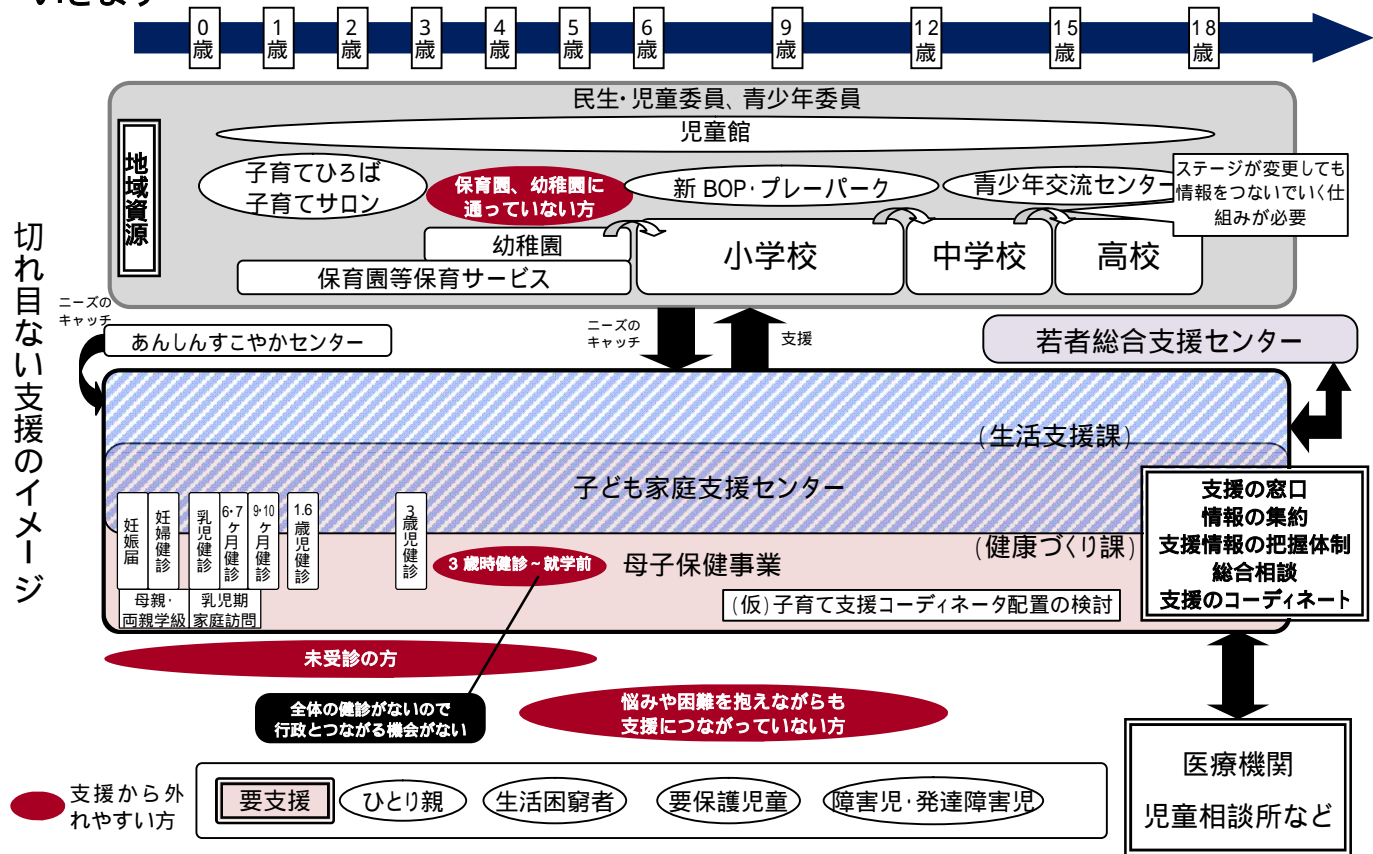 いきます
0歳
1歳
2歳
3歳
4歳
5歳
6歳
9歳
12歳
15歳
18歳
切れ目ない支援のイメージ
民生・児童委員、青少年委員
児童館
地域資源
子育てひろば
子育てサロン
保育園、幼稚園に
通っていない方
新 BOP・プレーパーク
青少年交流センター
ステージが変更しても
情報をつないでいく仕
組みが必要
幼稚園
保育園等保育サービス
小学校
中学校
高校
ニーズの
キャッチ
あんしんすこやかセンター
ニーズの
キャッチ
支援
若者総合支援センター
(生活支援課)
子ども家庭支援センター
妊娠届
妊婦健診
乳児健診
6・7ヶ月健診
9・10ヶ月健診
1.6歳児健診
3歳児健診
母親・
両親学級
乳児期
家庭訪問
3 歳時健診~就学前
母子保健事業
(健康づくり課)
(仮)子育て支援コーディネータ配置の検討
支援の窓口
情報の集約
支援情報の把握体制
総合相談
支援のコーディネート
未受診の方
全体の健診がないので
行政とつながる機会がない
悩みや困難を抱えながらも
支援につながっていない方
医療機関
児童相談所など
支援から外
れやすい方
要支援
ひとり親
生活困窮者
要保護児童
障害児・発達障害児